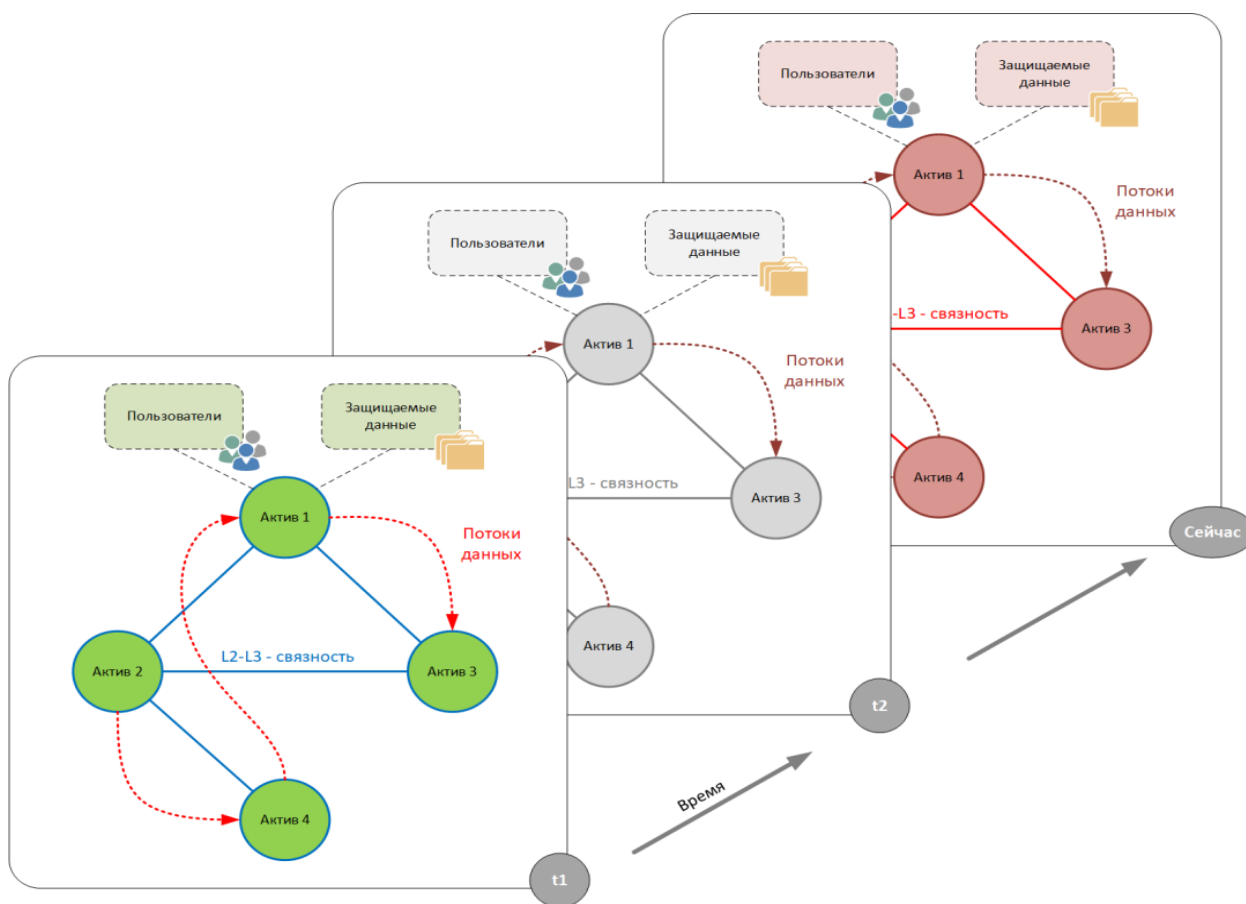 Пользователи
Защищаемые
данные
Актив 1
Потоки
данных
-L3 - связность
Актив 3
Актив 4
Сейчас
Пользователи
Защищаемые
данные
Актив 1
Потоки
данных
L3 - связность
Актив 3
Актив 4
t2
Пользователи
Защищаемые
данные
Актив 1
Потоки
данных
L2-L3 - связность
Актив 2
Актив 3
Актив 4
t1
Время